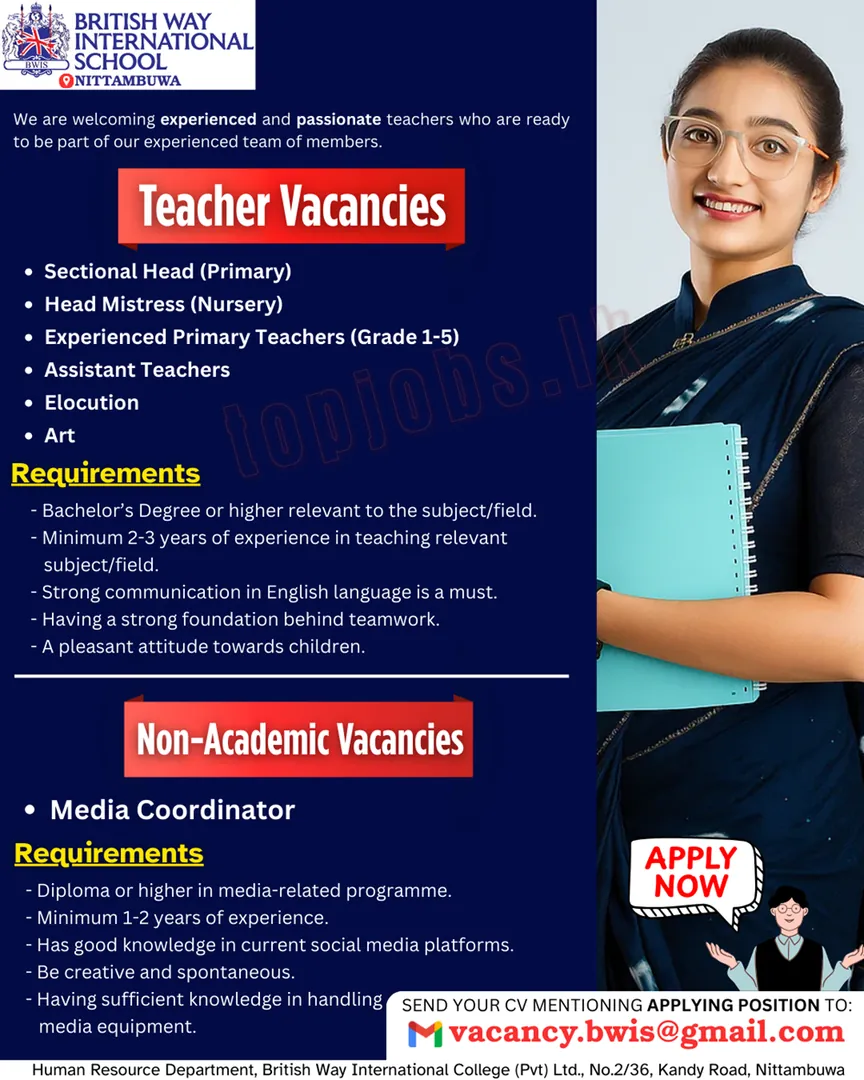 BRITISH WAY
INTERNATIONAL
SCHOOL
BWIS
NITTAMBUWA
We are welcoming experienced and passionate teachers who are ready
to be part of our experienced team of members.
Teacher Vacancies
• Sectional Head (Primary)
• Head Mistress (Nursery)
• Experienced Primary Teachers (Grade 1-5)
• Assistant Teachers
• Elocution
• Art
topjobs.lk
Requirements
- Bachelor’s Degree or higher relevant to the subject/field.
- Minimum 2-3 years of experience in teaching relevant
subject/field.
- Strong communication in English language is a must.
- Having a strong foundation behind teamwork.
- A pleasant attitude towards children.
Non-Academic Vacancies
• Media Coordinator
Requirements
- Diploma or higher in media-related programme.
- Minimum 1-2 years of experience.
- Has good knowledge in current social media platforms.
- Be creative and spontaneous.
- Having sufficient knowledge in handling
media equipment.
APPLY
NOW
SEND YOUR CV MENTIONING APPLYING POSITION TO:
vacancy.bwis@gmail.com
Human Resource Department, British Way International College (Pvt) Ltd., No.2/36, Kandy Road, Nittambuwa